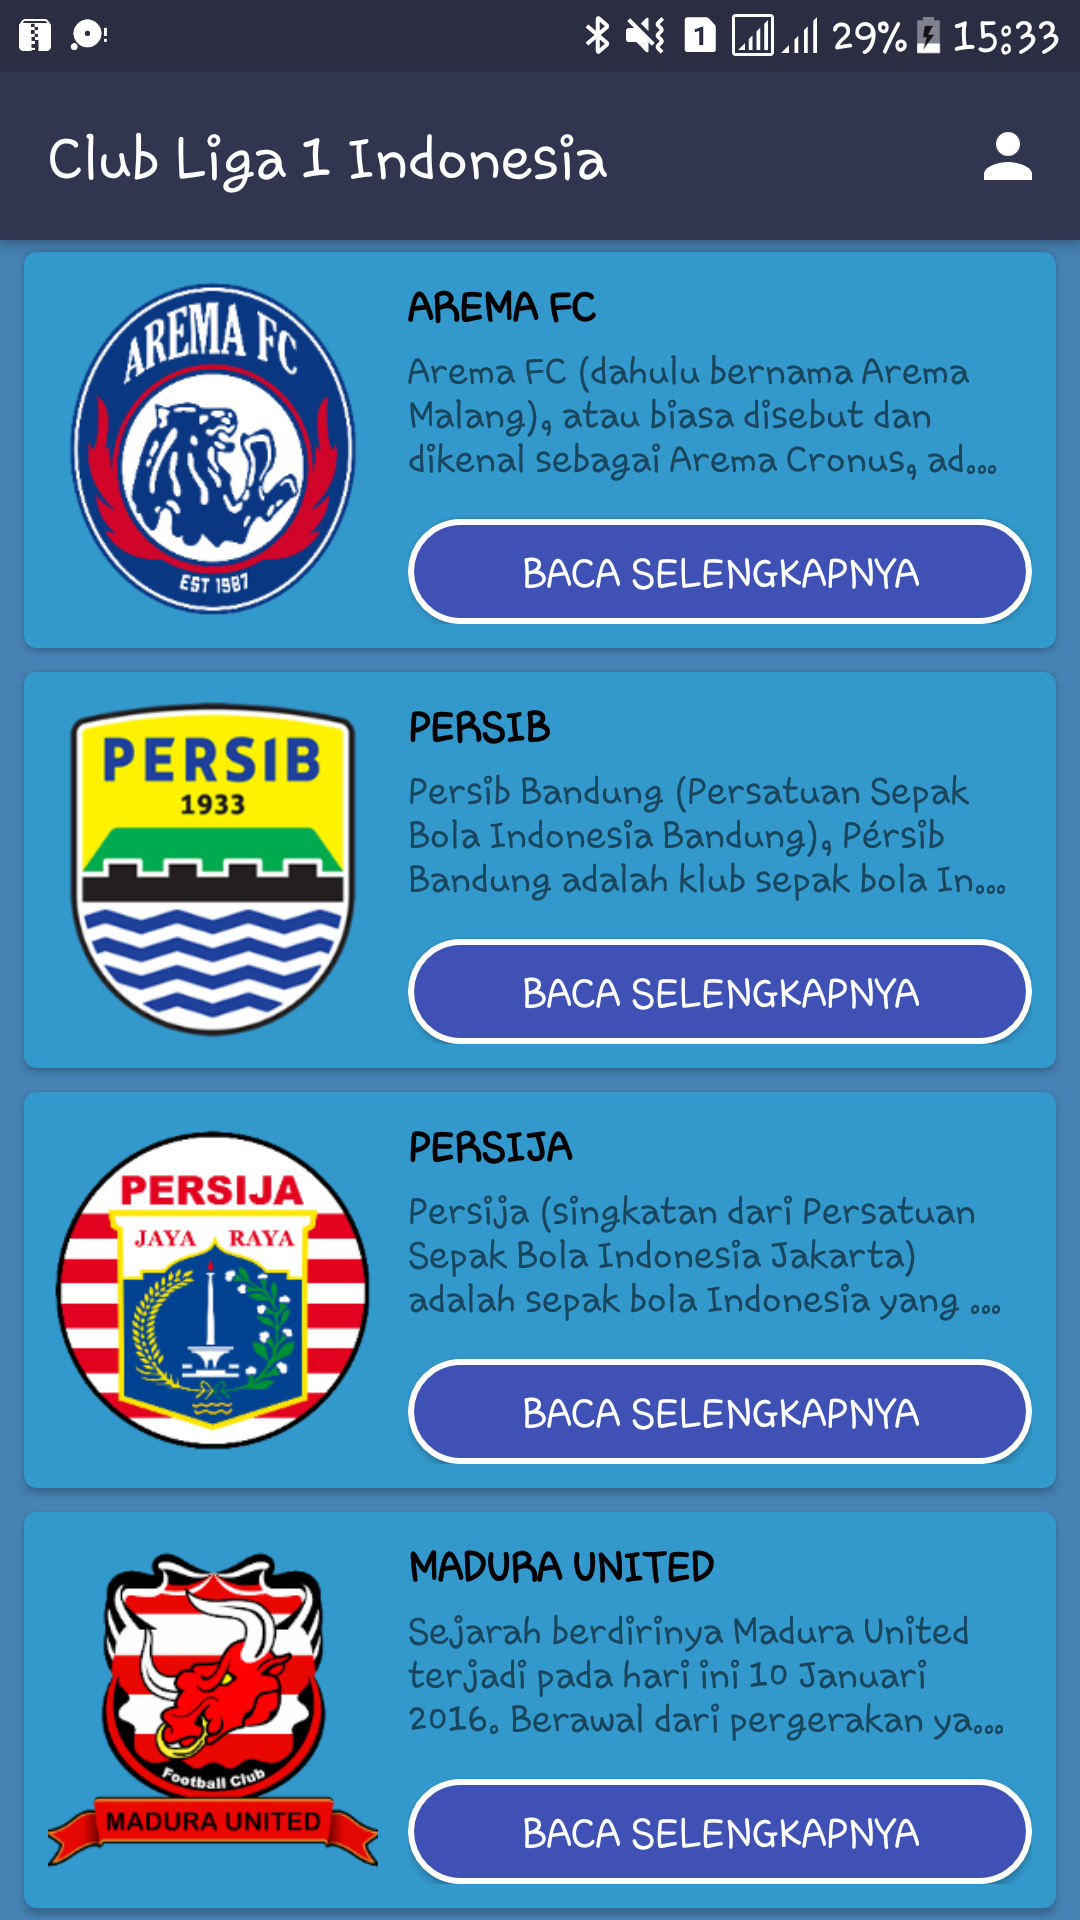 1 29% 15:33
Club Liga 1 Indonesia
AREMA FC
EST 1987
AREMA FC
Arema FC (dahulu bernama Arema
Malang), atau biasa disebut dan
dikenal sebagai Arema Cronus, ad...
BACA SELENGKAPNYA
PERSIB
1933
PERSIB
Persib Bandung (Persatuan Sepak
Bola Indonesia Bandung), Pérsib
Bandung adalah klub sepak bola In...
BACA SELENGKAPNYA
PERSIJA
JAYA RAYA
PERSIJA
Persija (singkatan dari Persatuan
Sepak Bola Indonesia Jakarta)
adalah sepak bola Indonesia yang ...
BACA SELENGKAPNYA
Football Club
MADURA UNITED
MADURA UNITED
Sejarah berdirinya Madura United
terjadi pada hari ini 10 Januari
2016. Berawal dari pergerakan ya...
BACA SELENGKAPNYA